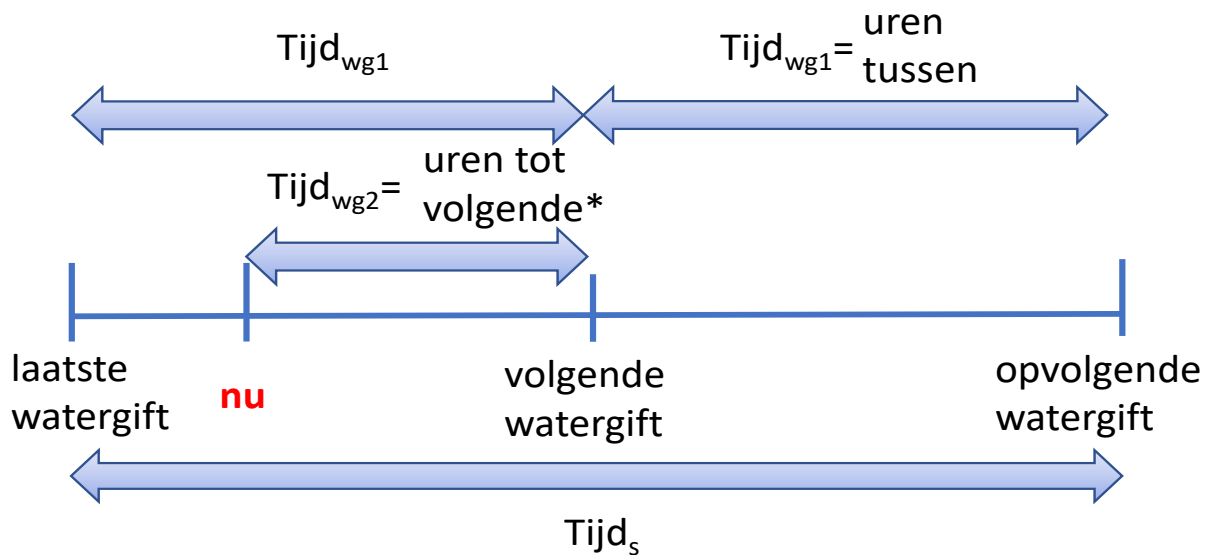 Tijdwg1
Tijdwg1= uren
tussen
Tijdwg2= uren tot
volgende*
laatste
watergift
nu
volgende
watergift
opvolgende
watergift
Tijds